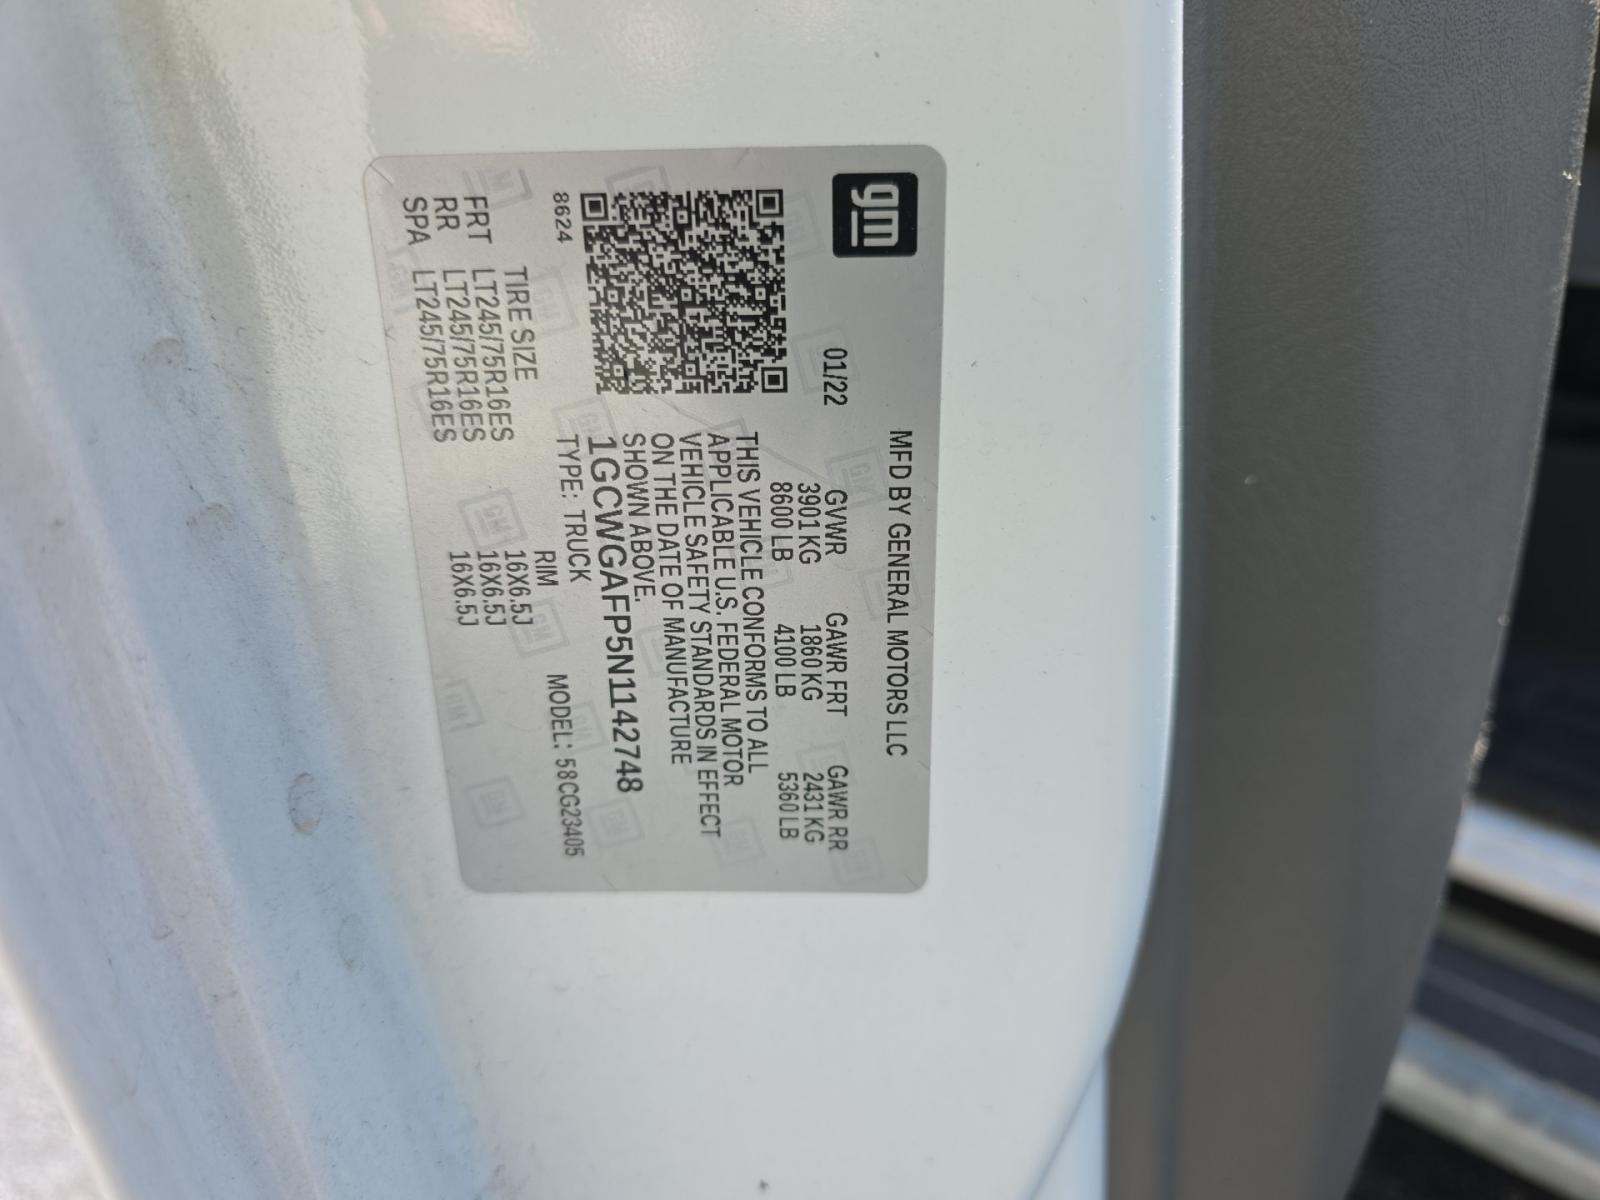 gm
MFD BY GENERAL MOTORS LLC
01/22 GVWR GAWR FRT GAWR RR
3901 KG 1860 KG 2431 KG
8600 LB 4100 LB 5360 LB
THIS VEHICLE CONFORMS TO ALL
APPLICABLE U.S. FEDERAL MOTOR
VEHICLE SAFETY STANDARDS IN EFFECT
ON THE DATE OF MANUFACTURE
SHOWN ABOVE.
1GCWGAFP5N1142748
8624 TYPE: TRUCK MODEL: 58CG23405
TIRE SIZE RIM
FRT LT245/75R16ES 16X6.5J
RR LT245/75R16ES 16X6.5J
SPA LT245/75R16ES 16X6.5J